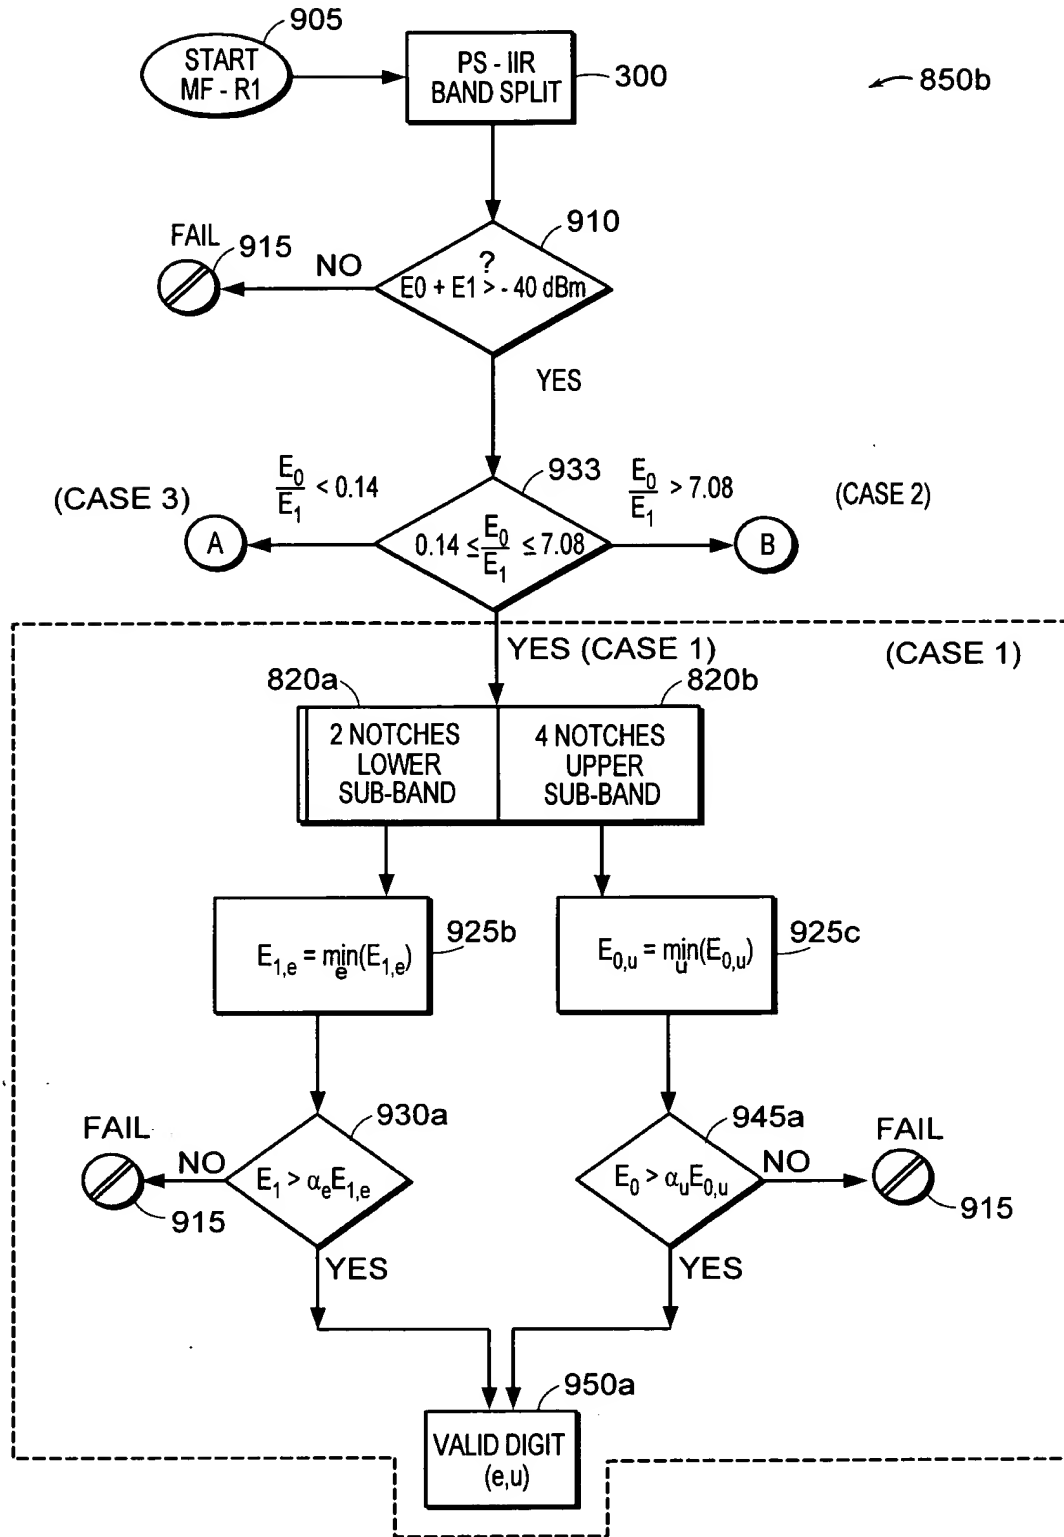 905
START
MF - R1
PS - IIR
BAND SPLIT
300
850b
910
FAIL
915
NO
?
E0 + E1 > - 40 dBm
YES
933
(CASE 3)
E₀/E₁ < 0.14
E₀/E₁ > 7.08
(CASE 2)
A
0.14 ≤ E₀/E₁ ≤ 7.08
B
YES (CASE 1)
(CASE 1)
820a
820b
2 NOTCHES
LOWER
SUB-BAND
4 NOTCHES
UPPER
SUB-BAND
925b
E₁,e = min(E₁,e)
e
925c
E₀,u = min(E₀,u)
u
930a
FAIL
NO
E₁ > αe E₁,e
915
YES
945a
E₀ > αu E₀,u
NO
FAIL
915
YES
950a
VALID DIGIT
(e,u)